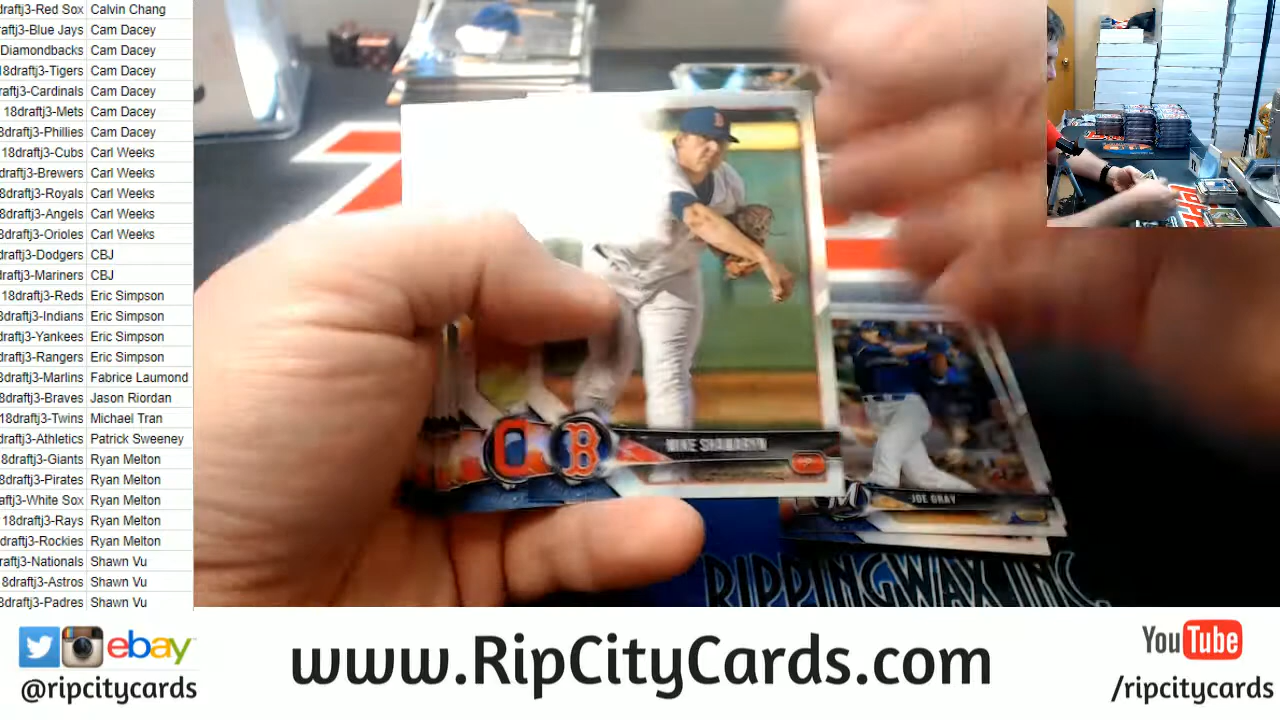 draftj3-Red Sox Calvin Chang
raftj3-Blue Jays Cam Dacey
Diamondbacks Cam Dacey
18draftj3-Tigers Cam Dacey
raftj3-Cardinals Cam Dacey
18draftj3-Mets Cam Dacey
8draftj3-Phillies Cam Dacey
18draftj3-Cubs Carl Weeks
draftj3-Brewers Carl Weeks
draftj3-Royals Carl Weeks
8draftj3-Angels Carl Weeks
8draftj3-Orioles Carl Weeks
draftj3-Dodgers CBJ
draftj3-Mariners CBJ
18draftj3-Reds Eric Simpson
8draftj3-Indians Eric Simpson
raftj3-Yankees Eric Simpson
raftj3-Rangers Eric Simpson
8draftj3-Marlins Fabrice Laumond
8draftj3-Braves Jason Riordan
18draftj3-Twins Michael Tran
draftj3-Athletics Patrick Sweeney
8draftj3-Giants Ryan Melton
8draftj3-Pirates Ryan Melton
aftj3-White Sox Ryan Melton
18draftj3-Rays Ryan Melton
draftj3-Rockies Ryan Melton
raftj3-Nationals Shawn Vu
8draftj3-Astros Shawn Vu
8draftj3-Padres Shawn Vu
B
MIKE SHAWARYN
JOE GRAY
RIPPINGWAX INC.
ebay
@ripcitycards
www.RipCityCards.com
YouTube
/ripcitycards